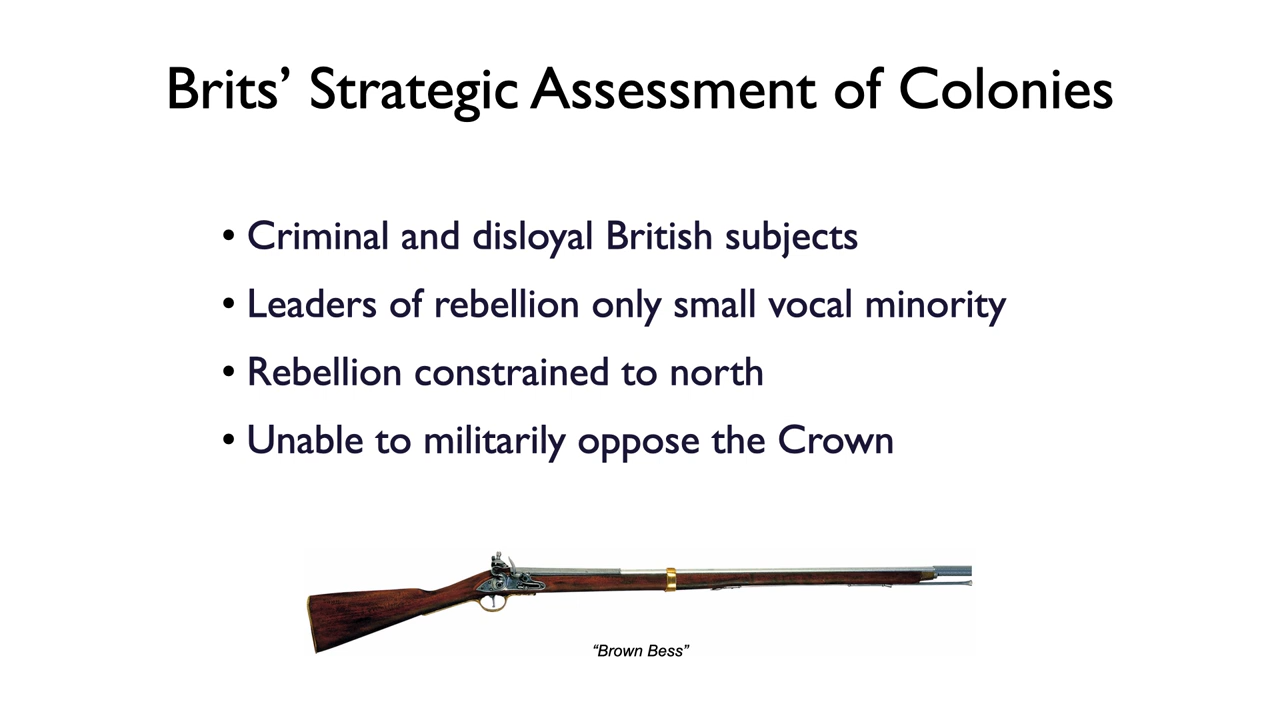 Brits’ Strategic Assessment of Colonies
• Criminal and disloyal British subjects
• Leaders of rebellion only small vocal minority
• Rebellion constrained to north
• Unable to militarily oppose the Crown
“Brown Bess”